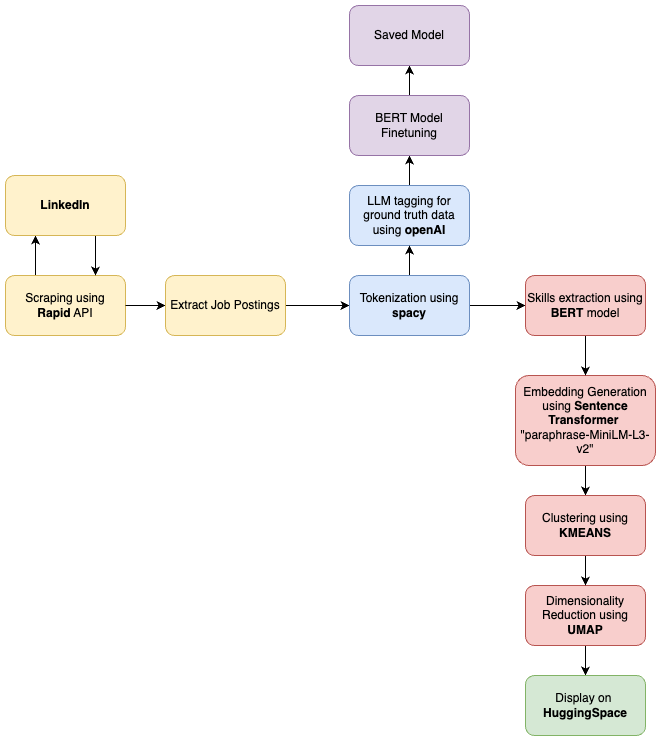 Saved Model
BERT Model
Finetuning
LinkedIn
LLM tagging for
ground truth data
using openAI
Scraping using
Rapid API
Extract Job Postings
Tokenization using
spacy
Skills extraction using
BERT model
Embedding Generation
using Sentence
Transformer
"paraphrase-MiniLM-L3-
v2"
Clustering using
KMEANS
Dimensionality
Reduction using
UMAP
Display on
HuggingSpace